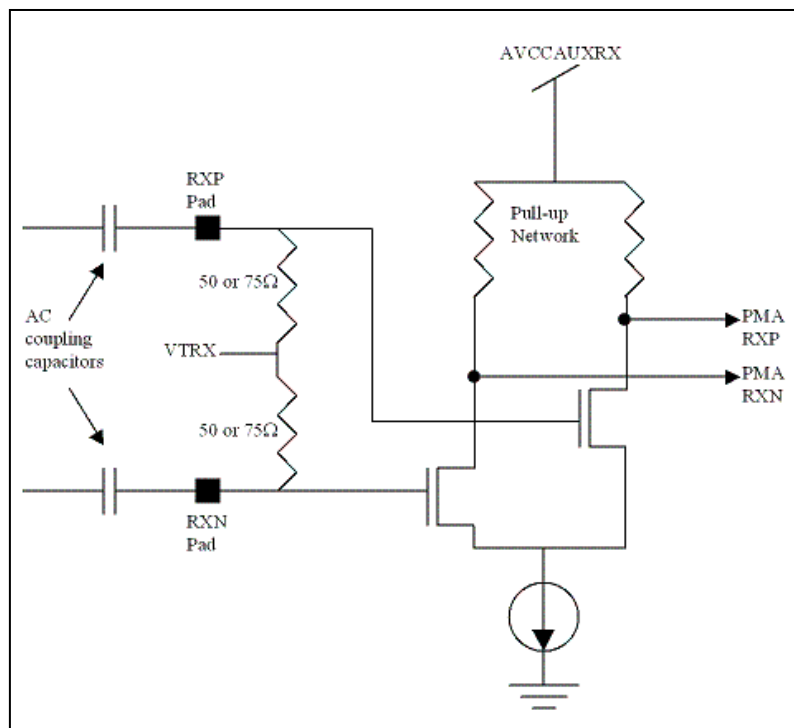 AVCCAUXRX
RXP
Pad
Pull-up
Network
50 or 75Ω
AC
coupling
capacitors
VTRX
PMA
RXP
PMA
RXN
50 or 75Ω
RXN
Pad